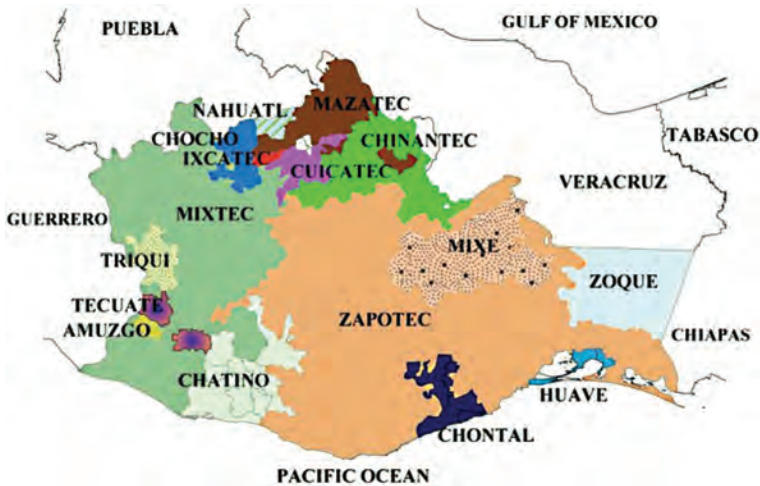 GULF OF MEXICO
PUEBLA
MAZATEC
NAHUATL
CHOCHO
CHINANTEC
TABASCO
IXCATEC
CUICATEC
VERACRUZ
MIXTEC
GUERRERO
MIXE
TRIQUI
ZOQUE
TECUATE
ZAPOTEC
AMUZGO
CHIAPAS
CHATINO
HUAVE
CHONTAL
PACIFIC OCEAN